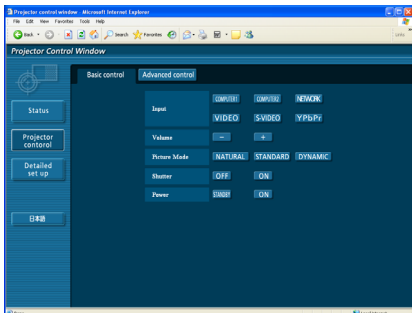 Projector control window - Microsoft Internet Explorer
File Edit View Favorites Tools Help
Back Search Favorites
Links
Projector Control Window
Basic control Advanced control
Status
Projector
contorol
Detailed
set up
日本語
Input COMPUTER1 COMPUTER2 NETWORK
VIDEO S-VIDEO YPbPr
Volume - +
Picture Mode NATURAL STANDARD DYNAMIC
Shutter OFF ON
Power STANDBY ON